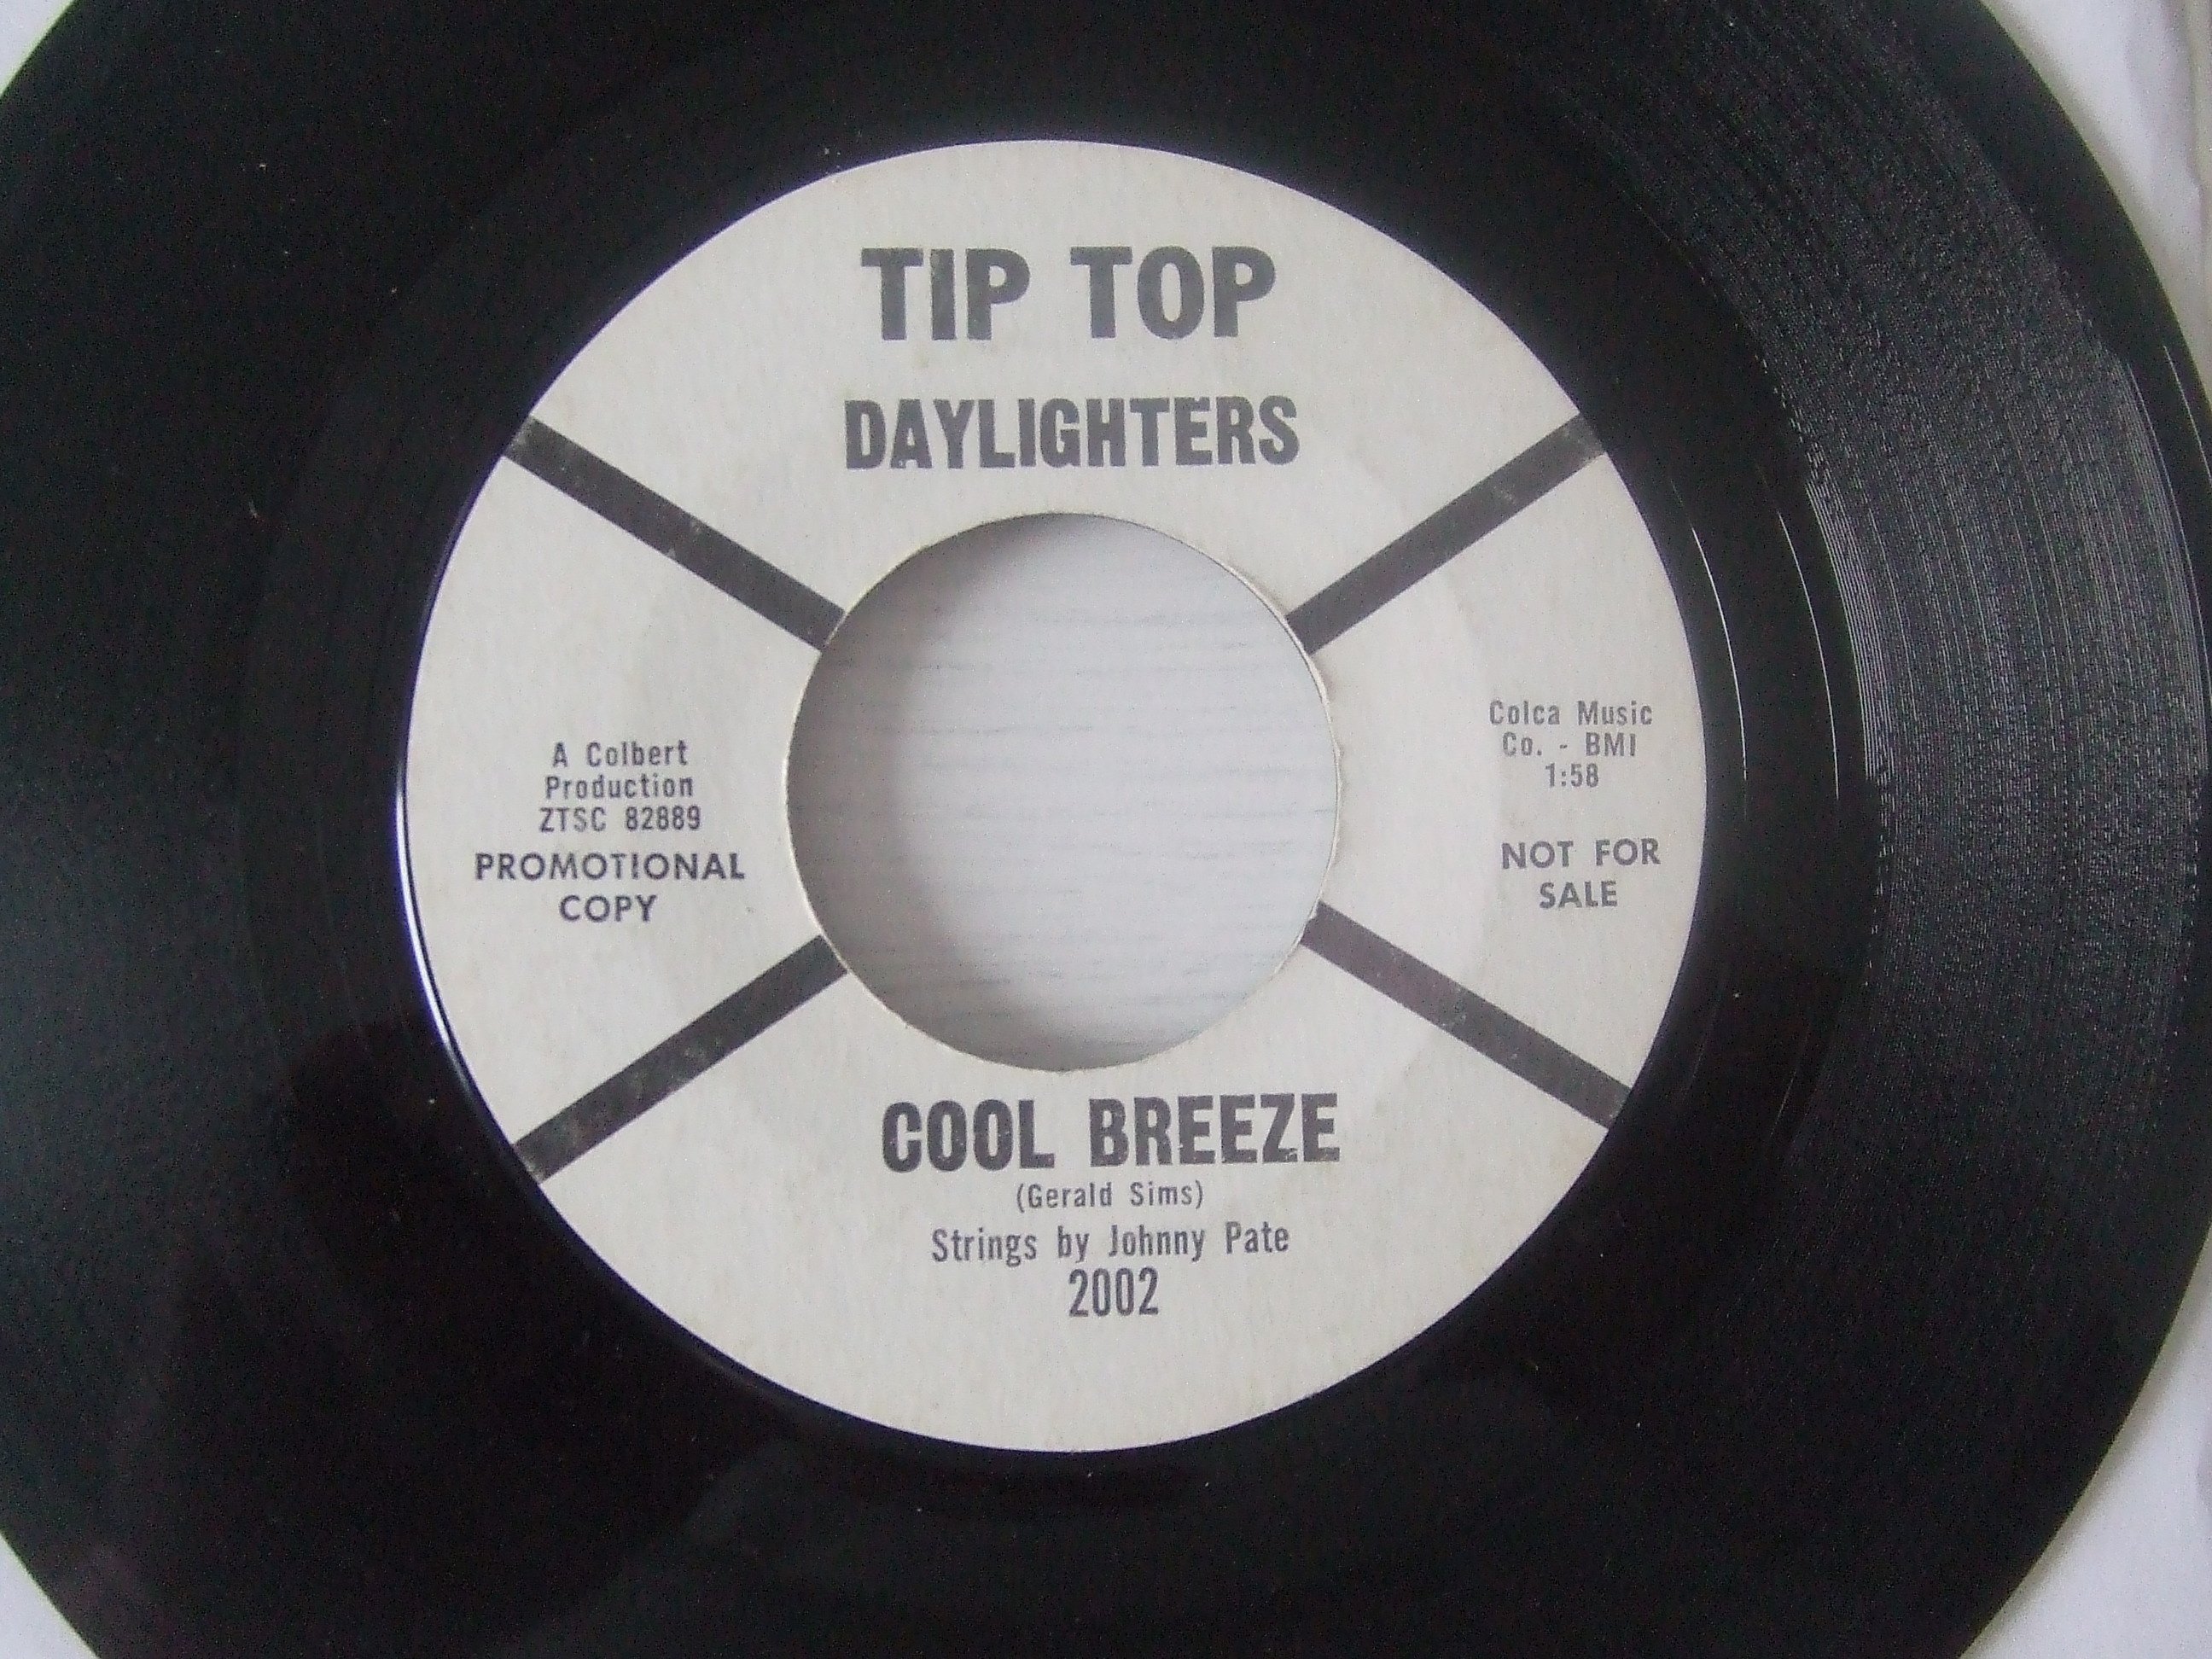 TIP TOP
DAYLIGHTERS
A Colbert
Production
ZTSC 82889
PROMOTIONAL
COPY
Colca Music
Co. - BMI
1:58
NOT FOR
SALE
COOL BREEZE
(Gerald Sims)
Strings by Johnny Pate
2002